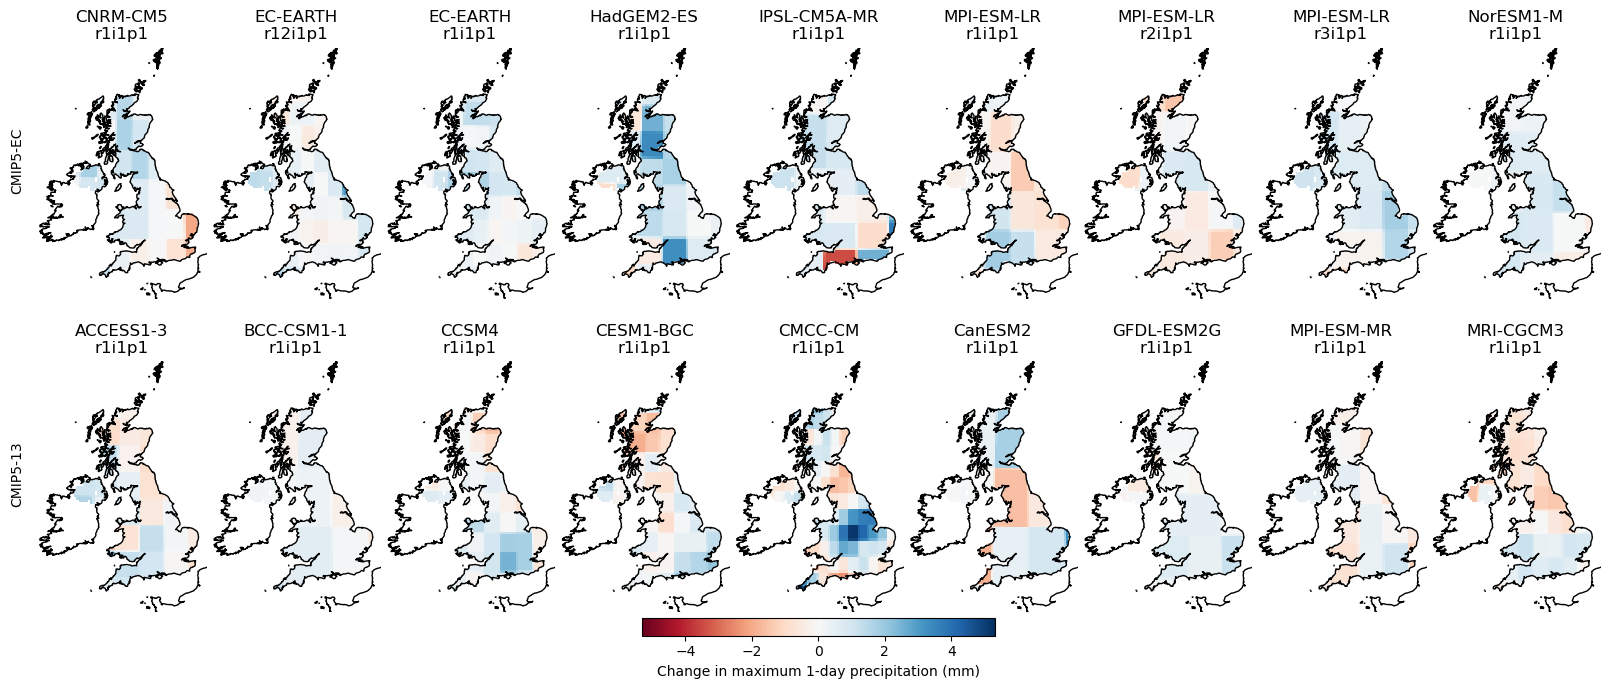 CNRM-CM5
r1i1p1
EC-EARTH
r12i1p1
EC-EARTH
r1i1p1
HadGEM2-ES
r1i1p1
IPSL-CM5A-MR
r1i1p1
MPI-ESM-LR
r1i1p1
MPI-ESM-LR
r2i1p1
MPI-ESM-LR
r3i1p1
NorESM1-M
r1i1p1
CMIP5-EC
ACCESS1-3
r1i1p1
BCC-CSM1-1
r1i1p1
CCSM4
r1i1p1
CESM1-BGC
r1i1p1
CMCC-CM
r1i1p1
CanESM2
r1i1p1
GFDL-ESM2G
r1i1p1
MPI-ESM-MR
r1i1p1
MRI-CGCM3
r1i1p1
CMIP5-13
−4 −2 0 2 4
Change in maximum 1-day precipitation (mm)